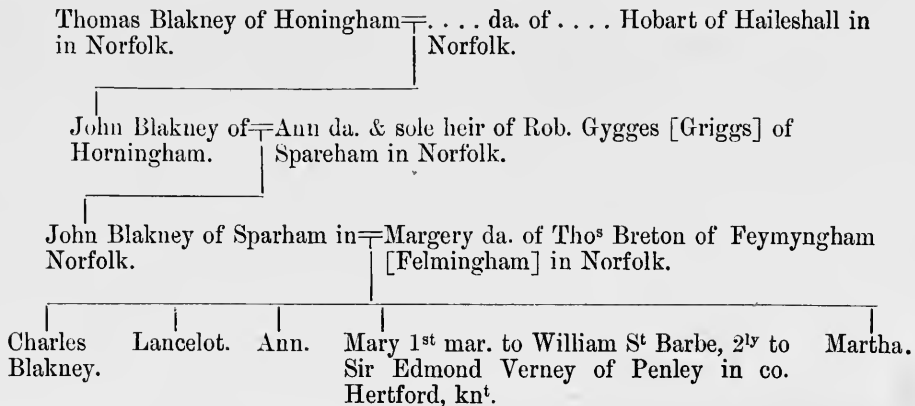 Thomas Blakney of Honingham = . . . . da. of . . . . Hobart of Haileshall in
in Norfolk. Norfolk.
John Blakney of = Ann da. & sole heir of Rob. Gygges [Griggs] of
Horningham. Spareham in Norfolk.
John Blakney of Sparham in = Margery da. of Thoˢ Breton of Feymyngham
Norfolk. [Felmingham] in Norfolk.
Charles Lancelot. Ann. Mary 1ˢᵗ mar. to William Sᵗ Barbe, 2ˡʸ to Martha.
Blakney. Sir Edmond Verney of Penley in co.
Hertford, knᵗ.